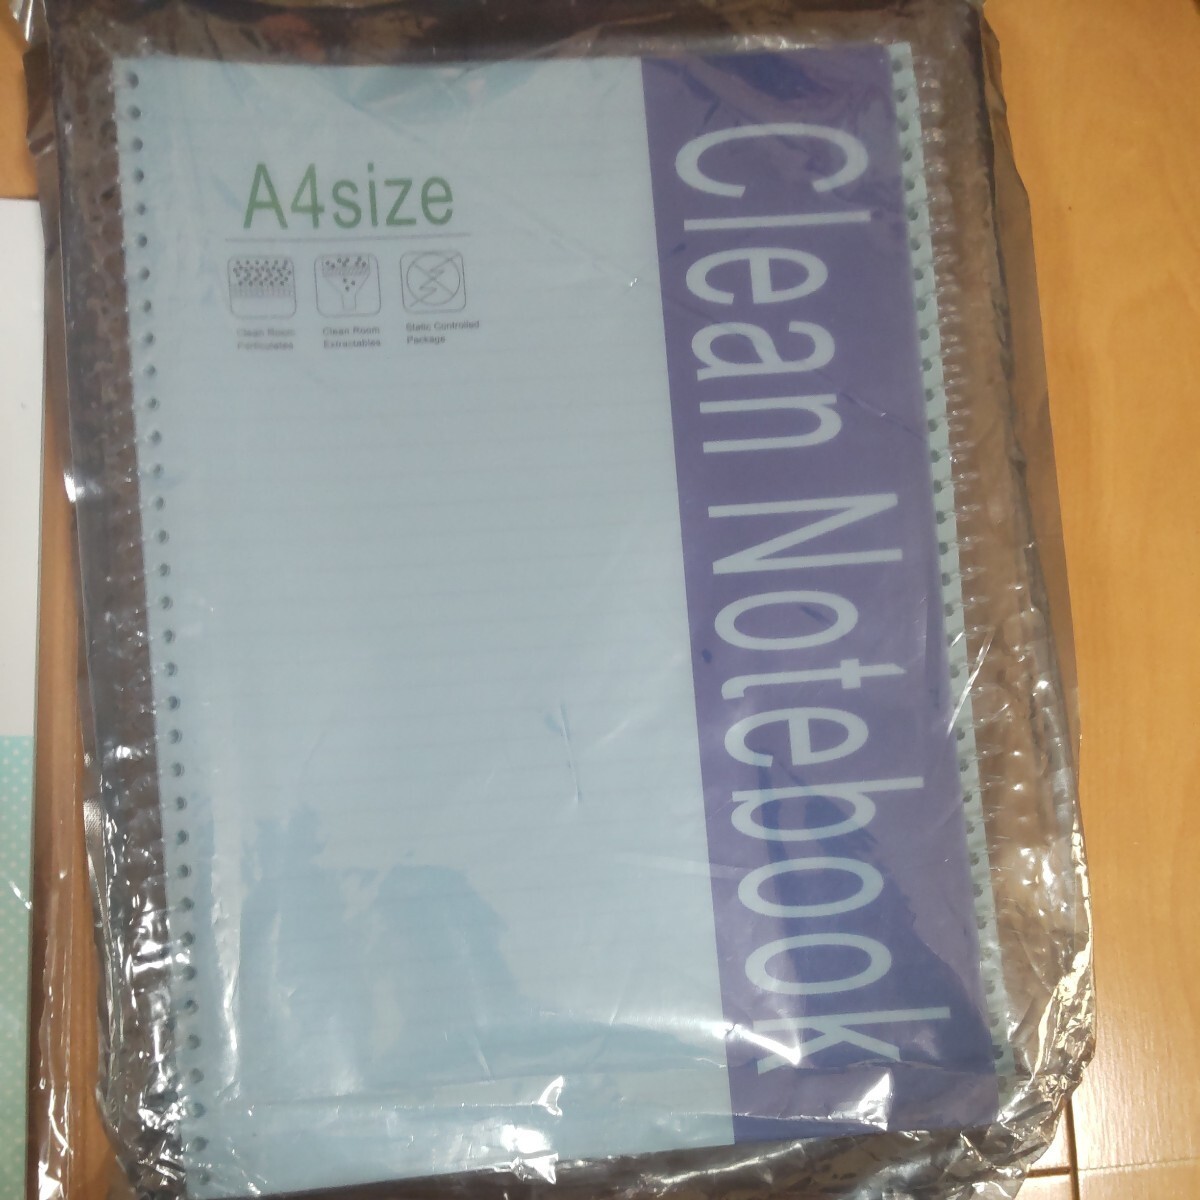 A4size
Clean Room
Particulates
Clean Room
Extractables
Static Controlled
Package
Clean Notebook